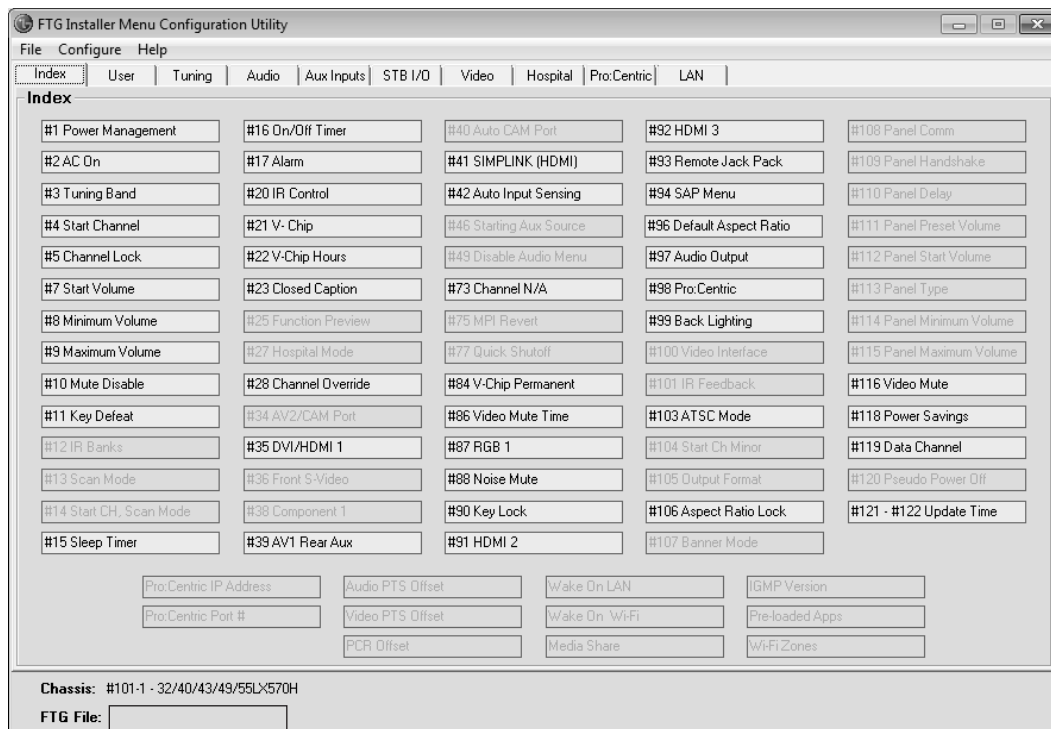 FTG Installer Menu Configuration Utility
File Configure Help
Index User Tuning Audio Aux Inputs STB I/O Video Hospital Pro:Centric LAN
Index
#1 Power Management #16 On/Off Timer #40 Auto CAM Port #92 HDMI 3 #108 Panel Comm
#2 AC On #17 Alarm #41 SIMPLINK (HDMI) #93 Remote Jack Pack #109 Panel Handshake
#3 Tuning Band #20 IR Control #42 Auto Input Sensing #94 SAP Menu #110 Panel Delay
#4 Start Channel #21 V- Chip #46 Starting Aux Source #96 Default Aspect Ratio #111 Panel Preset Volume
#5 Channel Lock #22 V-Chip Hours #49 Disable Audio Menu #97 Audio Output #112 Panel Start Volume
#7 Start Volume #23 Closed Caption #73 Channel N/A #98 Pro:Centric #113 Panel Type
#8 Minimum Volume #25 Function Preview #75 MPI Revert #99 Back Lighting #114 Panel Minimum Volume
#9 Maximum Volume #27 Hospital Mode #77 Quick Shutoff #100 Video Interface #115 Panel Maximum Volume
#10 Mute Disable #28 Channel Override #84 V-Chip Permanent #101 IR Feedback #116 Video Mute
#11 Key Defeat #34 AV2/CAM Port #86 Video Mute Time #103 ATSC Mode #118 Power Savings
#12 IR Banks #35 DVI/HDMI 1 #87 RGB 1 #104 Start Ch Minor #119 Data Channel
#13 Scan Mode #36 Front S-Video #88 Noise Mute #105 Output Format #120 Pseudo Power Off
#14 Start CH, Scan Mode #38 Component 1 #90 Key Lock #106 Aspect Ratio Lock #121 - #122 Update Time
#15 Sleep Timer #39 AV1 Rear Aux #91 HDMI 2 #107 Banner Mode
Pro:Centric IP Address Audio PTS Offset Wake On LAN IGMP Version
Pro:Centric Port # Video PTS Offset Wake On Wi-Fi Pre-loaded Apps
PCR Offset Media Share Wi-Fi Zones
Chassis: #101-1 - 32/40/43/49/55LX570H
FTG File: